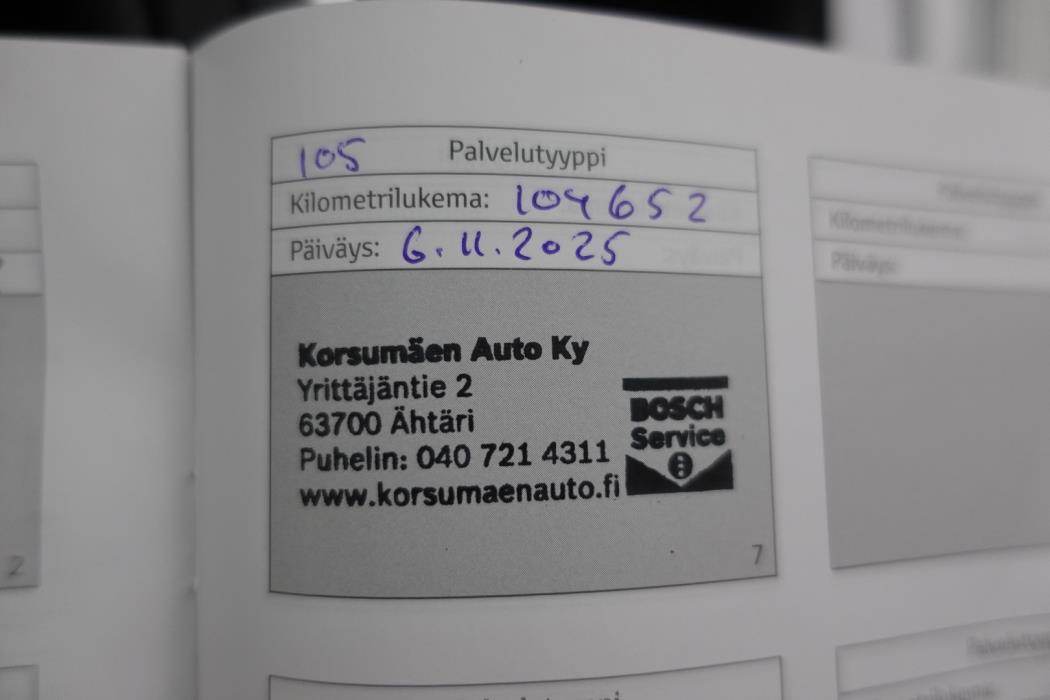 105 Palvelutyyppi
Kilometrilukema: 104652
Päiväys: 6.11.2025
Korsumäen Auto Ky
Yrittäjäntie 2
63700 Ähtäri
Puhelin: 040 721 4311
www.korsumaenauto.fi
BOSCH
Service
7
2
Kilometrilukema:
Päiväys: